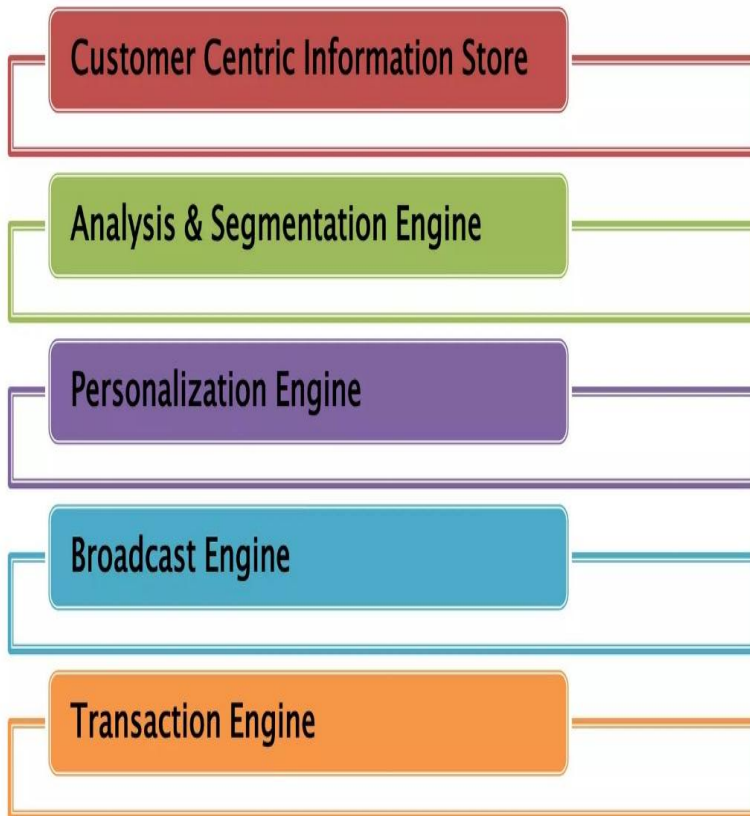 Customer Centric Information Store
Analysis & Segmentation Engine
Personalization Engine
Broadcast Engine
Transaction Engine